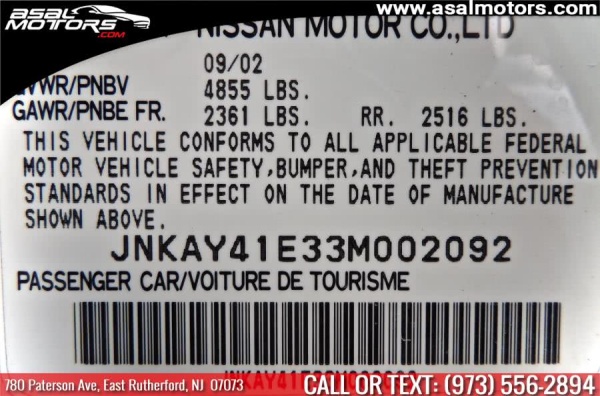 ASAL
MOTORS
.COM
www.asalmotors.com
NISSAN MOTOR CO.,LTD
09/02
GVWR/PNBV 4855 LBS.
GAWR/PNBE FR. 2361 LBS. RR. 2516 LBS.
THIS VEHICLE CONFORMS TO ALL APPLICABLE FEDERAL
MOTOR VEHICLE SAFETY,BUMPER,AND THEFT PREVENTION
STANDARDS IN EFFECT ON THE DATE OF MANUFACTURE
SHOWN ABOVE.
JNKAY41E33M002092
PASSENGER CAR/VOITURE DE TOURISME
JNKAY41E33M002092
780 Paterson Ave, East Rutherford, NJ 07073
CALL OR TEXT: (973) 556-2894